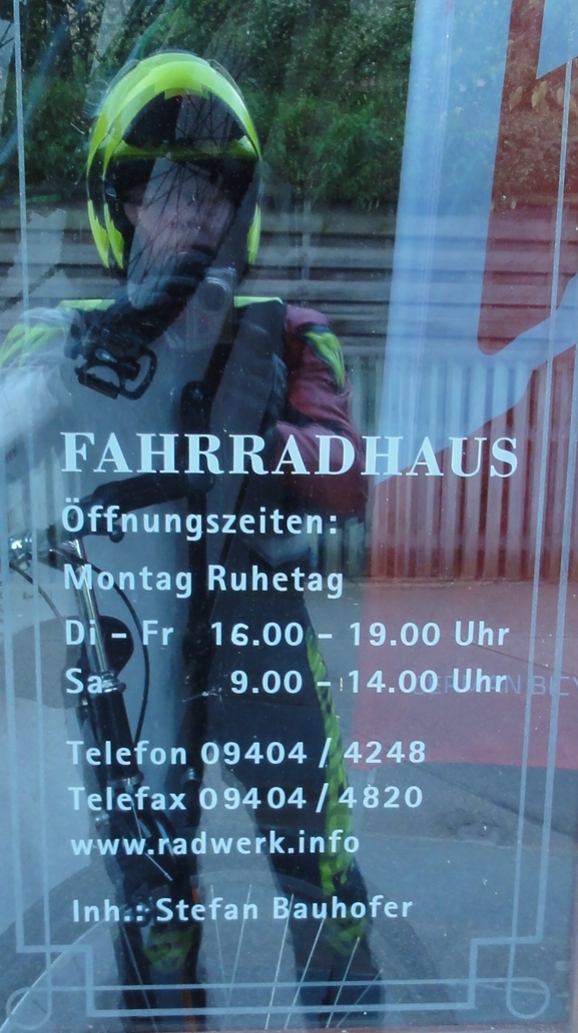 FAHRRADHAUS
Öffnungszeiten:
Montag Ruhetag
Di - Fr 16.00 - 19.00 Uhr
Sa 9.00 - 14.00 Uhr
Telefon 09404 / 4248
Telefax 09404 / 4820
www.radwerk.info
Inh.: Stefan Bauhofer